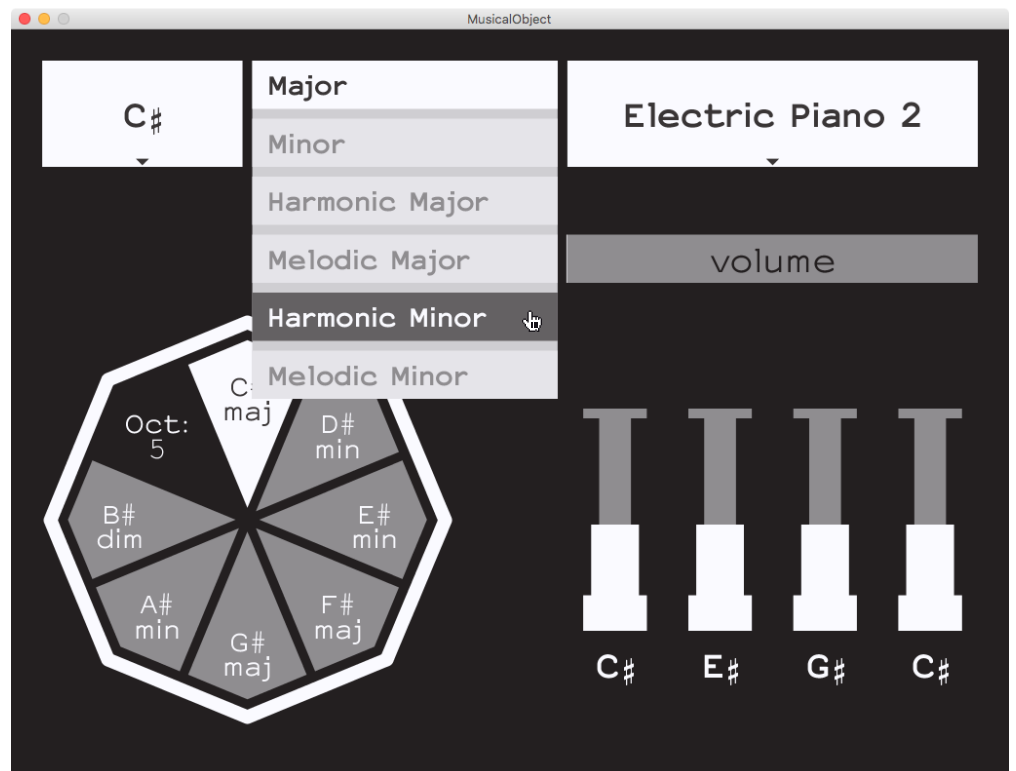 MusicalObject
C♯
Major
Minor
Harmonic Major
Melodic Major
Harmonic Minor
Melodic Minor
Electric Piano 2
volume
Oct:
5
C#
maj
D#
min
E#
min
F#
maj
G#
maj
A#
min
B#
dim
C♯ E♯ G♯ C♯